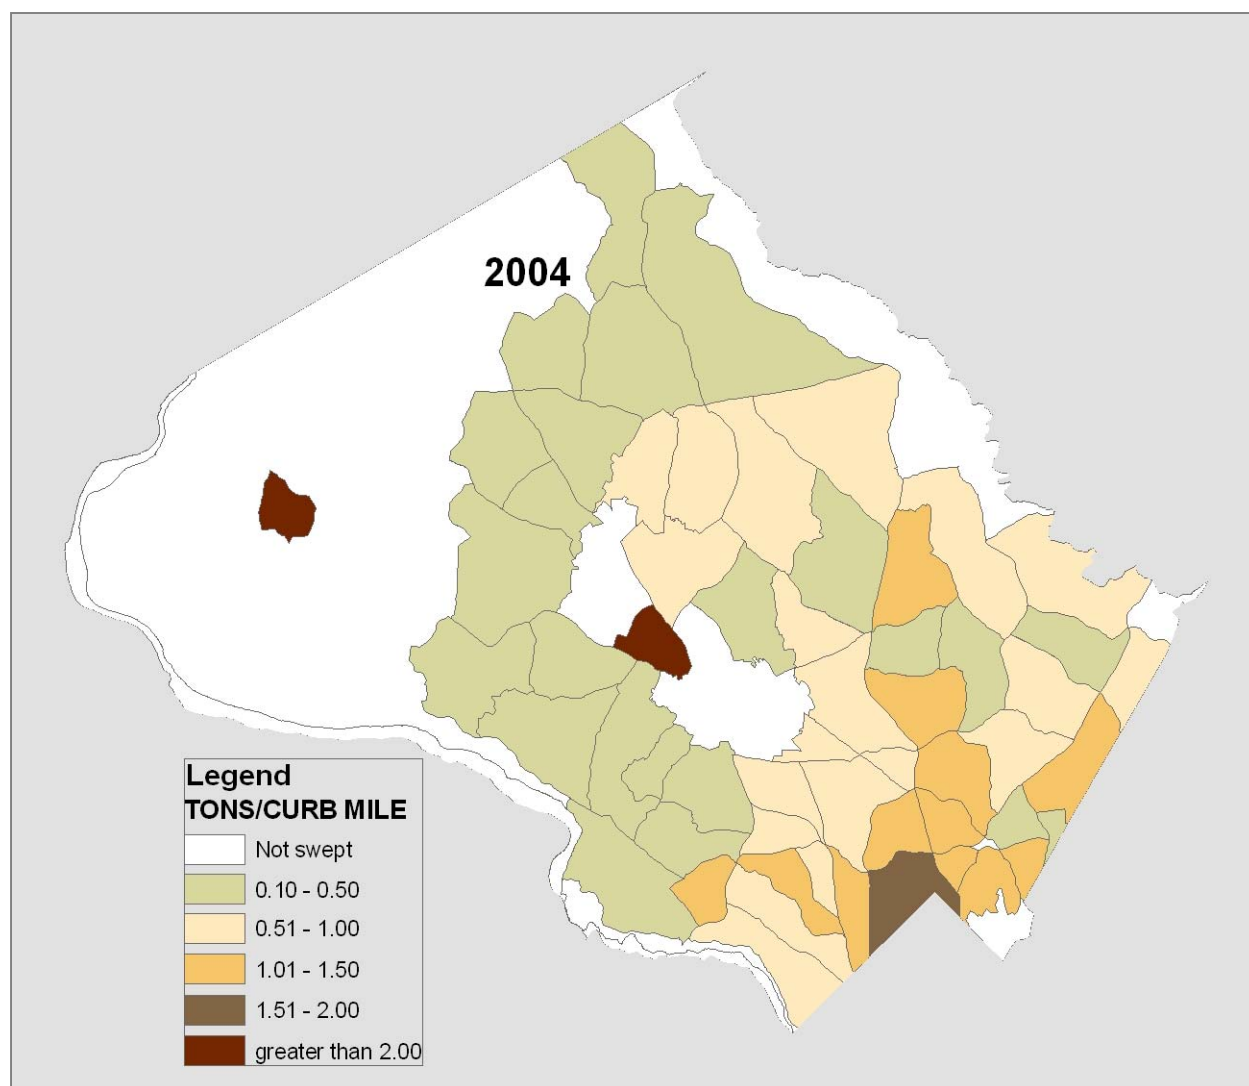 2004
Legend
TONS/CURB MILE
Not swept
0.10 - 0.50
0.51 - 1.00
1.01 - 1.50
1.51 - 2.00
greater than 2.00